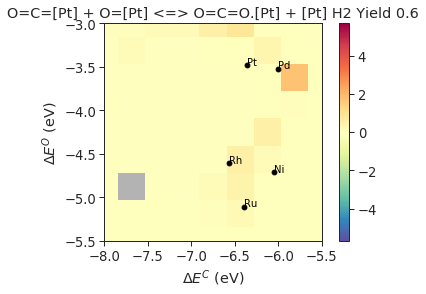 O=C=[Pt] + O=[Pt] <=> O=C=O.[Pt] + [Pt] H2 Yield 0.6
−3.0
−3.5
−4.0
−4.5
−5.0
−5.5
ΔE^O (eV)
Pt
Pd
Rh
Ni
Ru
−8.0 −7.5 −7.0 −6.5 −6.0 −5.5
ΔE^C (eV)
4
2
0
−2
−4